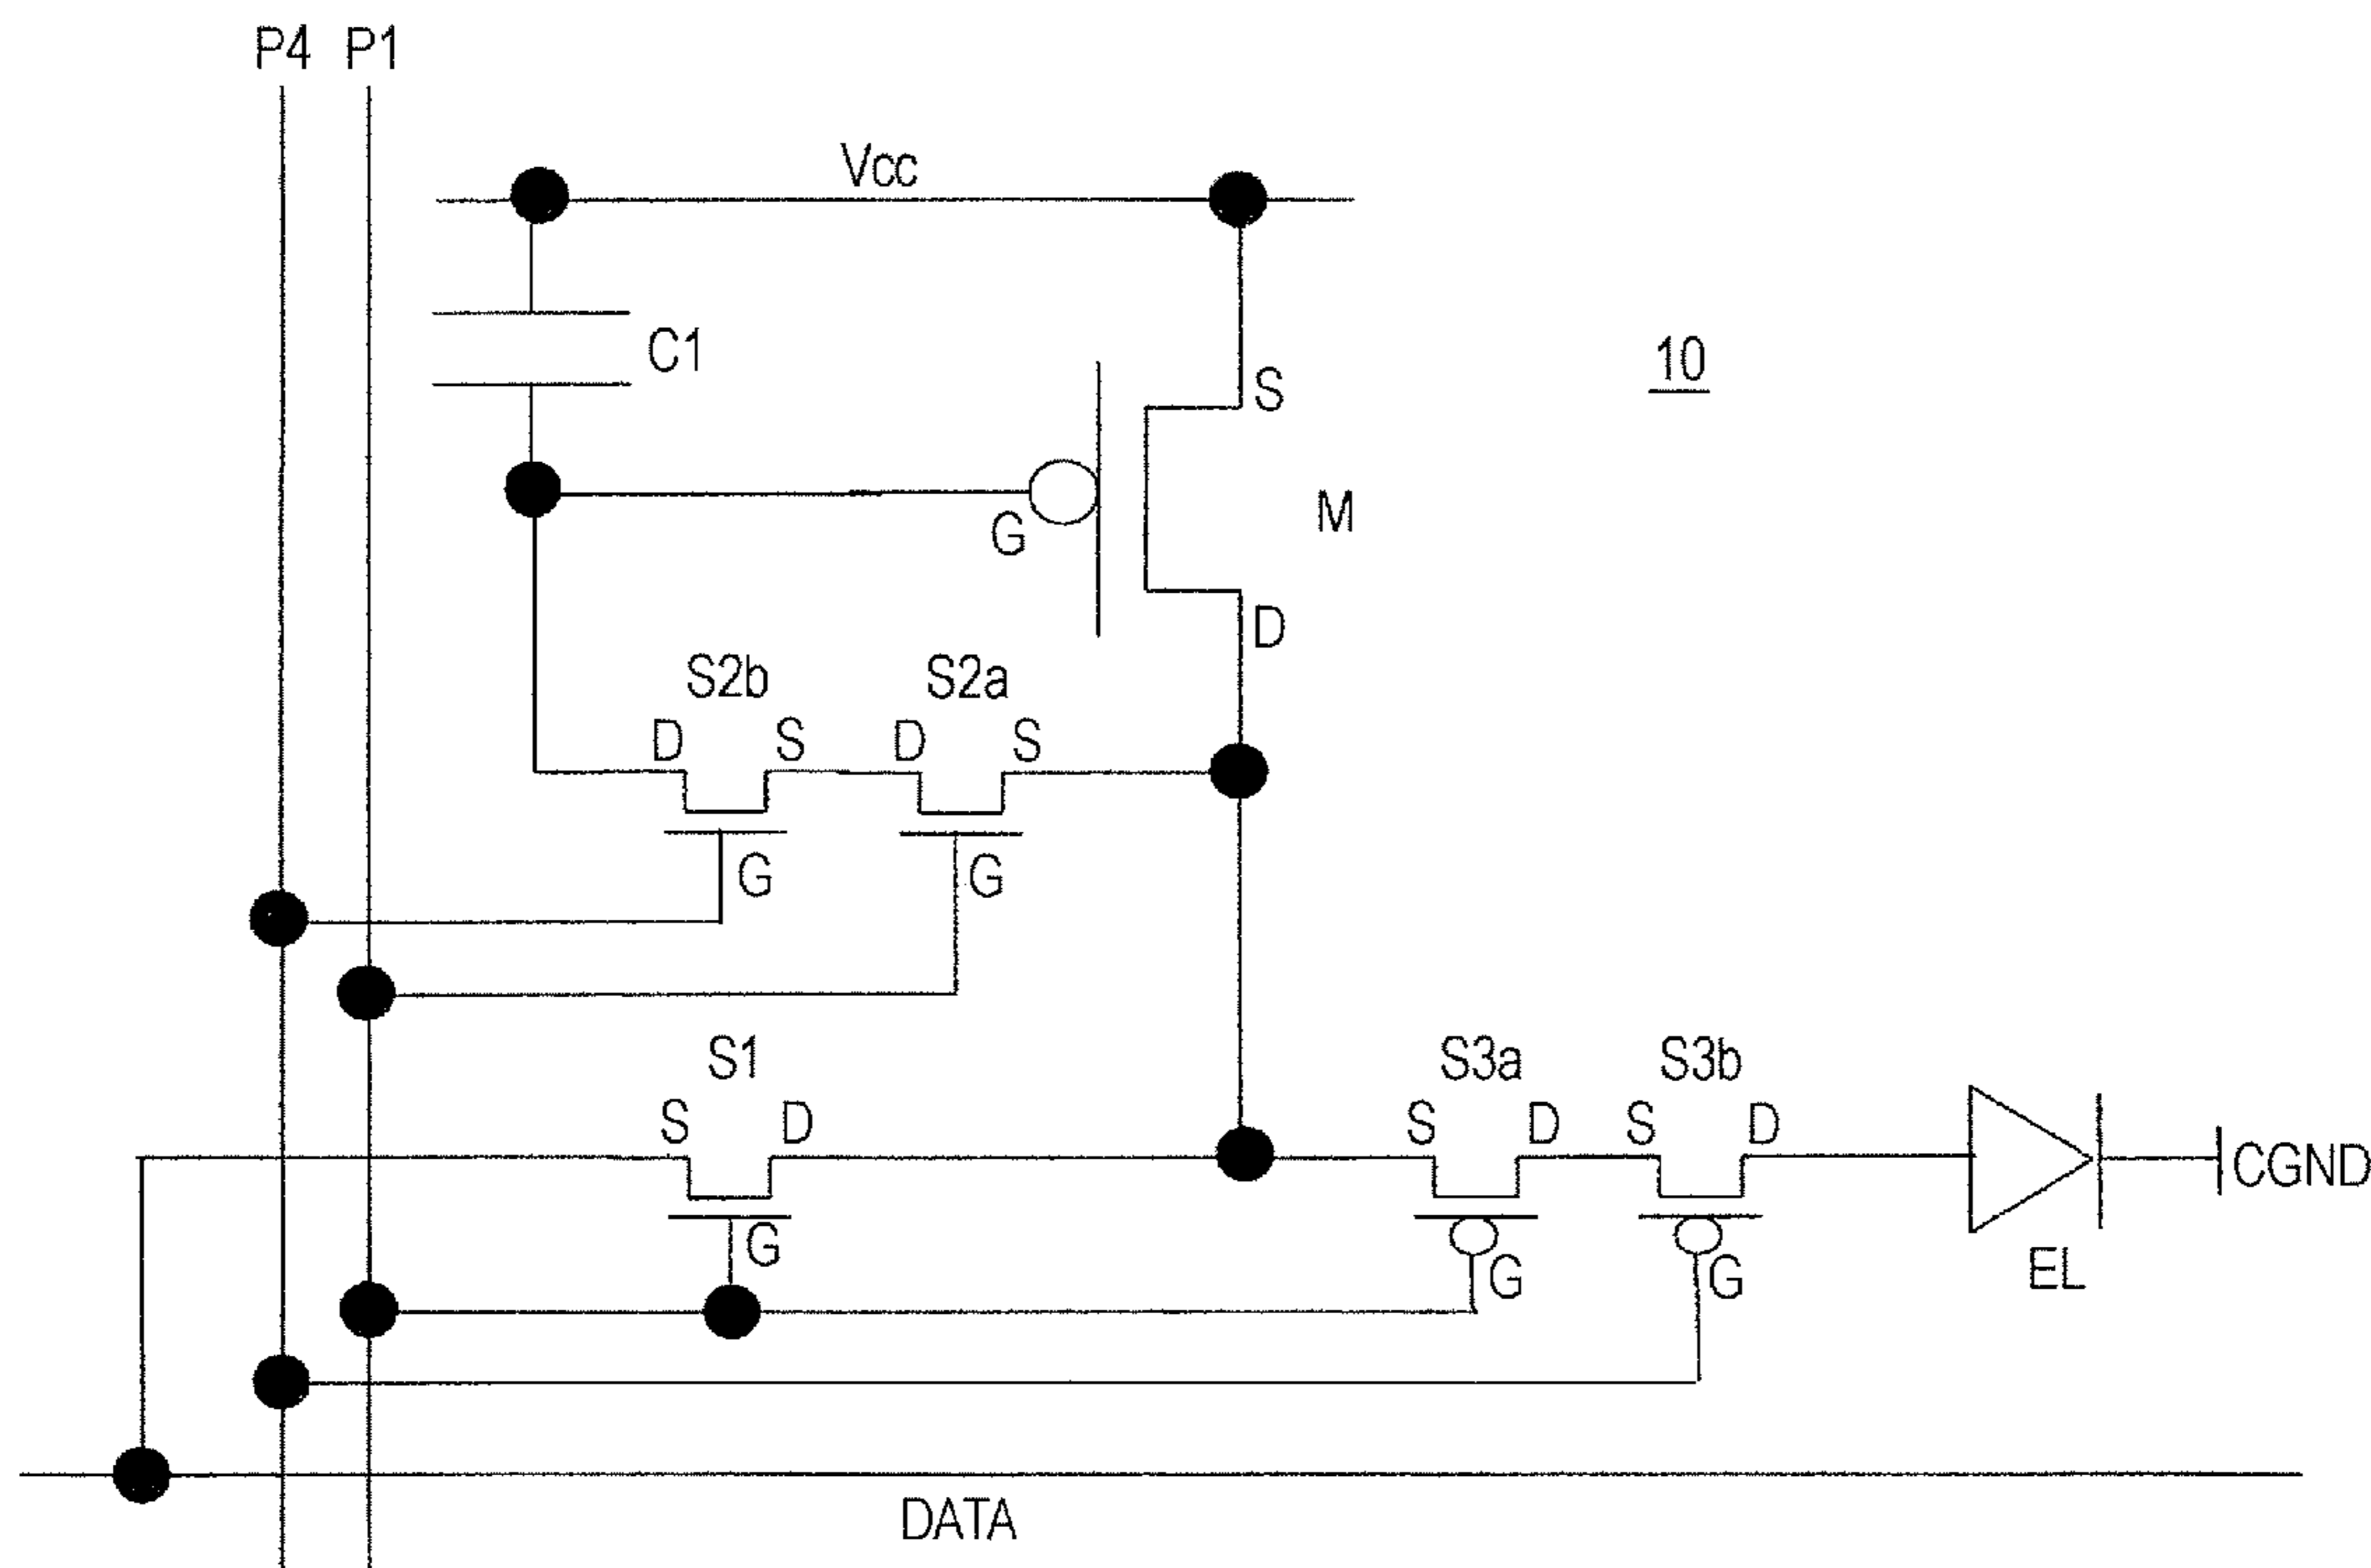 P4 P1
Vcc
C1
10
S
G
M
D
S2b S2a
D S D S
G G
S1 S3a S3b
S D S D S D
G G G
CGND
EL
DATA